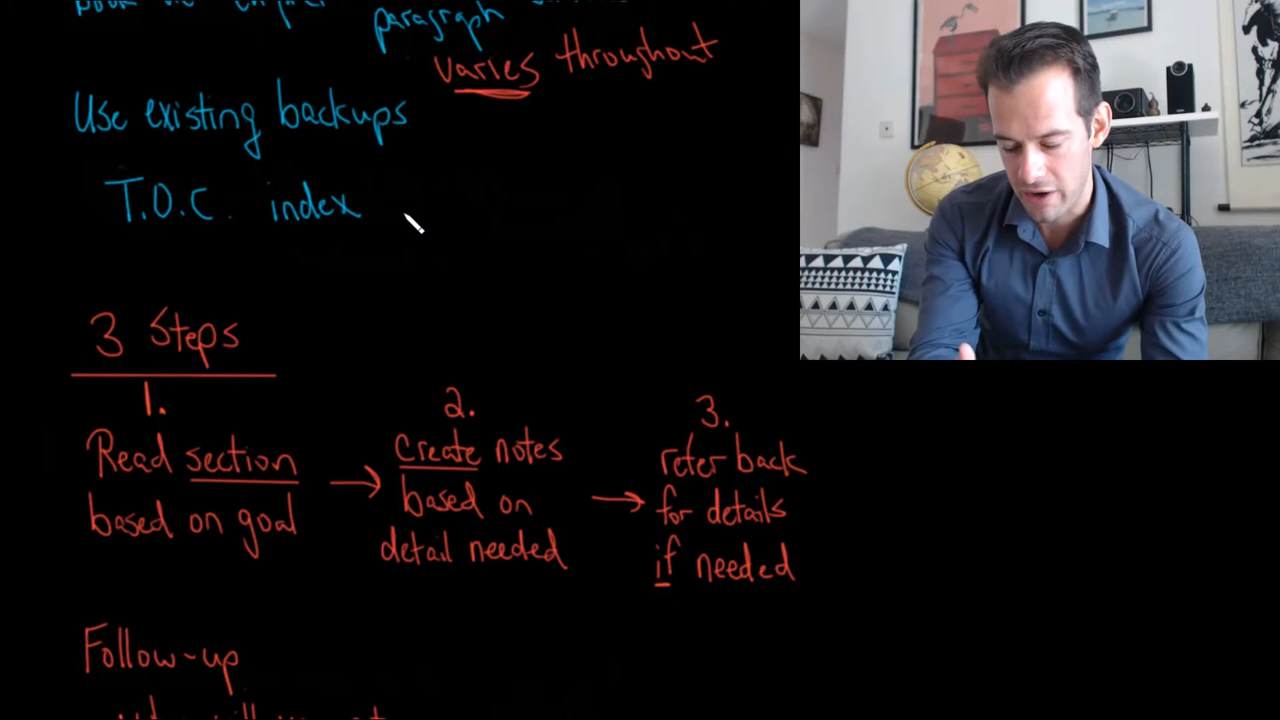 paragraph
varies throughout
Use existing backups
T.O.C. index
3 Steps
1.
Read section
based on goal
2.
create notes
based on
detail needed
3.
refer back
for details
if needed
Follow-up